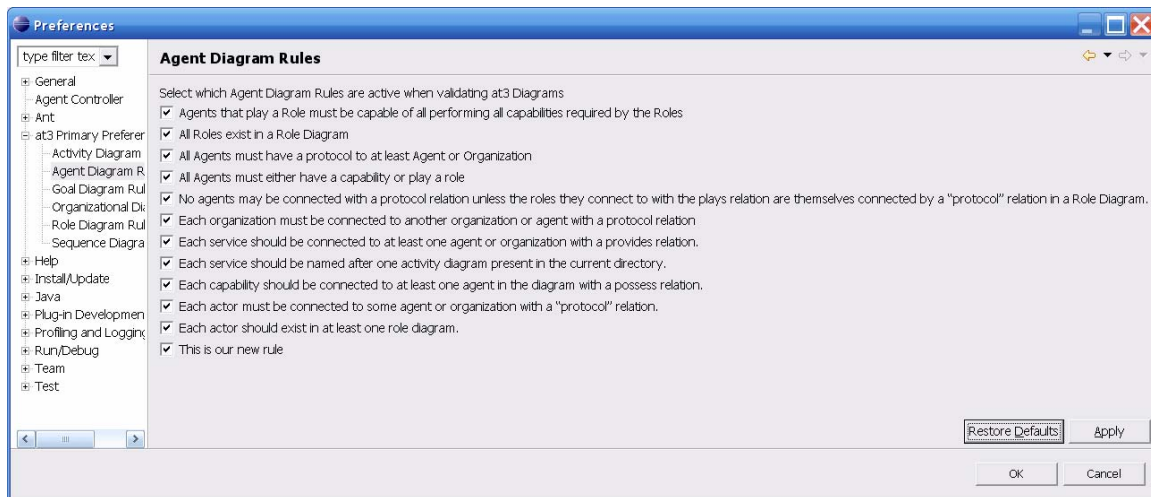 Preferences
type filter tex
Agent Diagram Rules
General
Agent Controller
Ant
at3 Primary Preferer
Activity Diagram
Agent Diagram R
Goal Diagram Rul
Organizational Dia
Role Diagram Rul
Sequence Diagra
Help
Install/Update
Java
Plug-in Developmen
Profiling and Logging
Run/Debug
Team
Test
Select which Agent Diagram Rules are active when validating at3 Diagrams
Agents that play a Role must be capable of all performing all capabilities required by the Roles
All Roles exist in a Role Diagram
All Agents must have a protocol to at least Agent or Organization
All Agents must either have a capability or play a role
No agents may be connected with a protocol relation unless the roles they connect to with the plays relation are themselves connected by a "protocol" relation in a Role Diagram.
Each organization must be connected to another organization or agent with a protocol relation
Each service should be connected to at least one agent or organization with a provides relation.
Each service should be named after one activity diagram present in the current directory.
Each capability should be connected to at least one agent in the diagram with a possess relation.
Each actor must be connected to some agent or organization with a "protocol" relation.
Each actor should exist in at least one role diagram.
This is our new rule
Restore Defaults
Apply
OK
Cancel